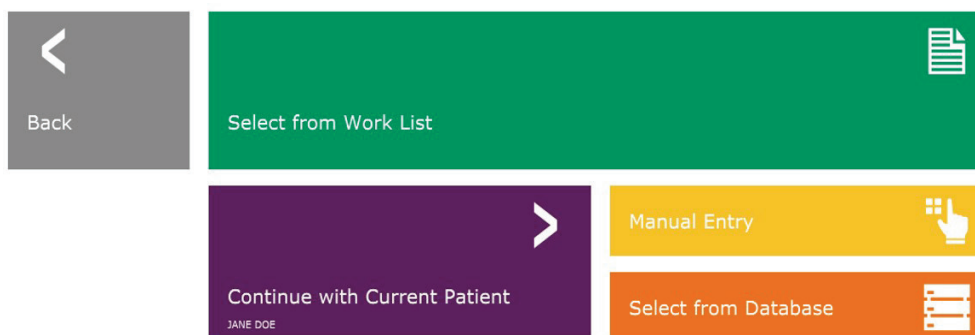 Back
Select from Work List
Continue with Current Patient
JANE DOE
Manual Entry
Select from Database